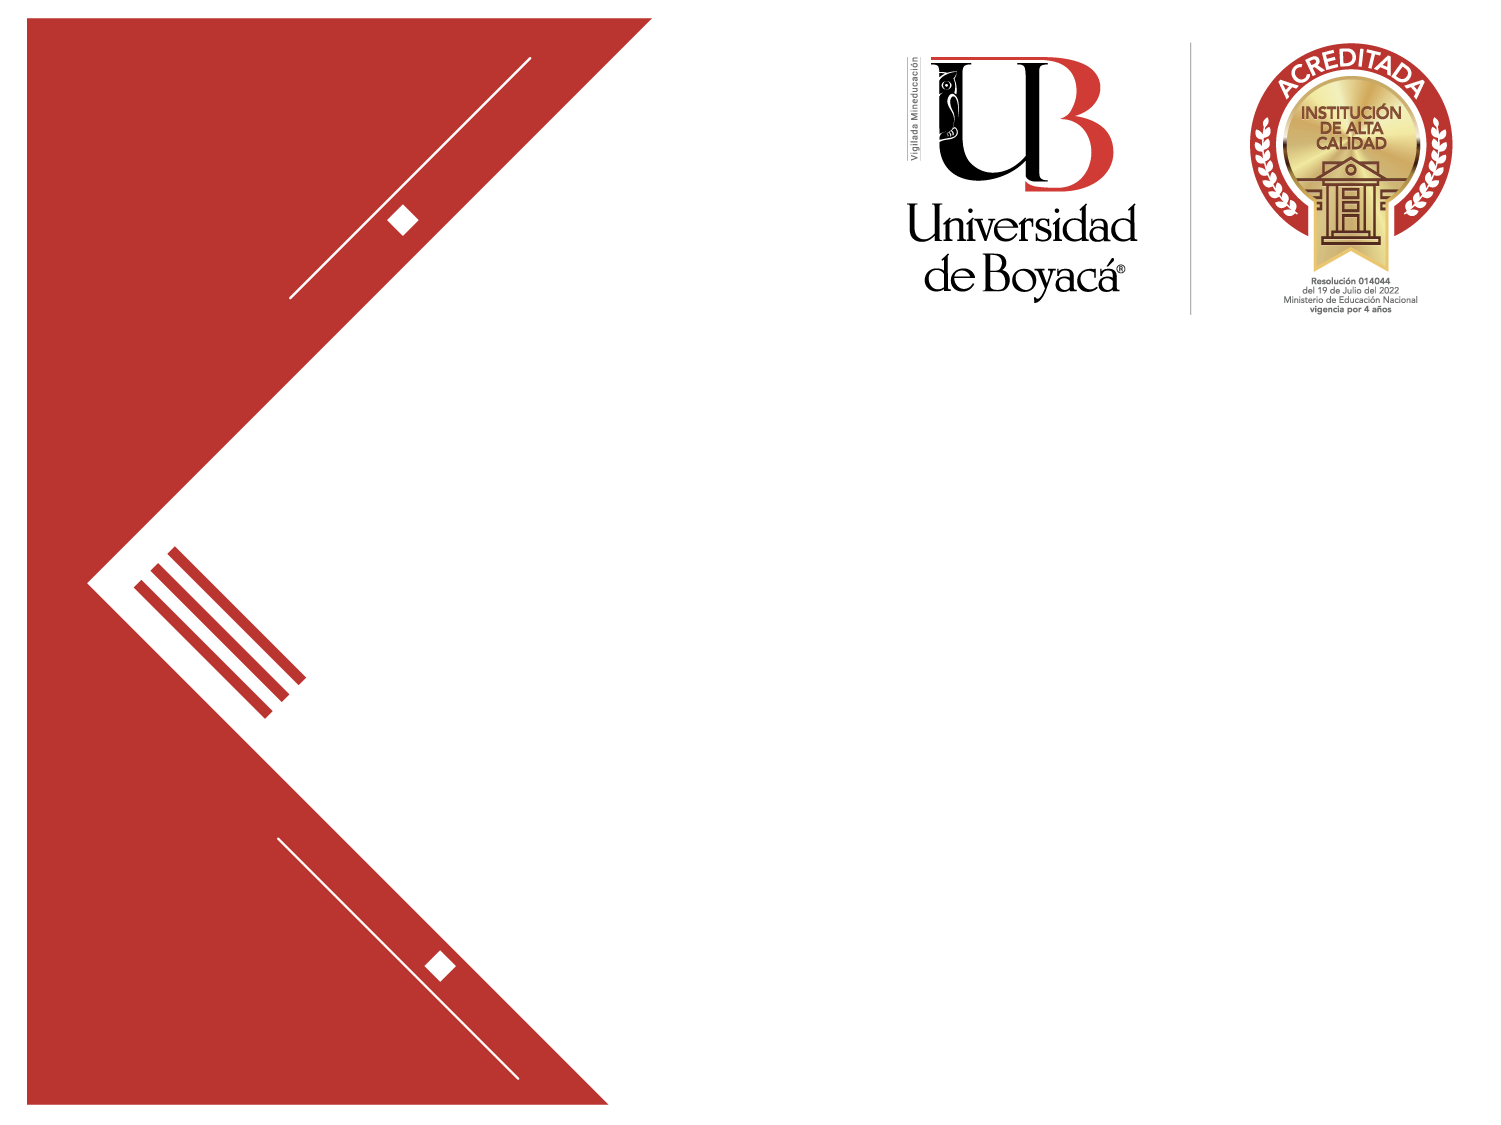 Vigilada Mineducación
UB
Universidad
de Boyacá®
ACREDITADA
INSTITUCIÓN
DE ALTA
CALIDAD
Resolución 014044
del 19 de Julio del 2022
Ministerio de Educación Nacional
vigencia por 4 años